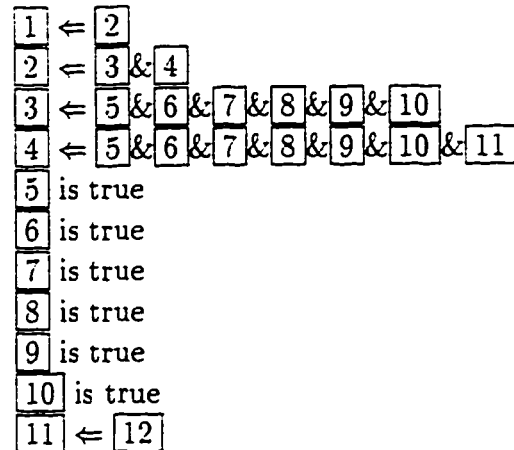 1 ⇐ 2
2 ⇐ 3 & 4
3 ⇐ 5 & 6 & 7 & 8 & 9 & 10
4 ⇐ 5 & 6 & 7 & 8 & 9 & 10 & 11
5 is true
6 is true
7 is true
8 is true
9 is true
10 is true
11 ⇐ 12